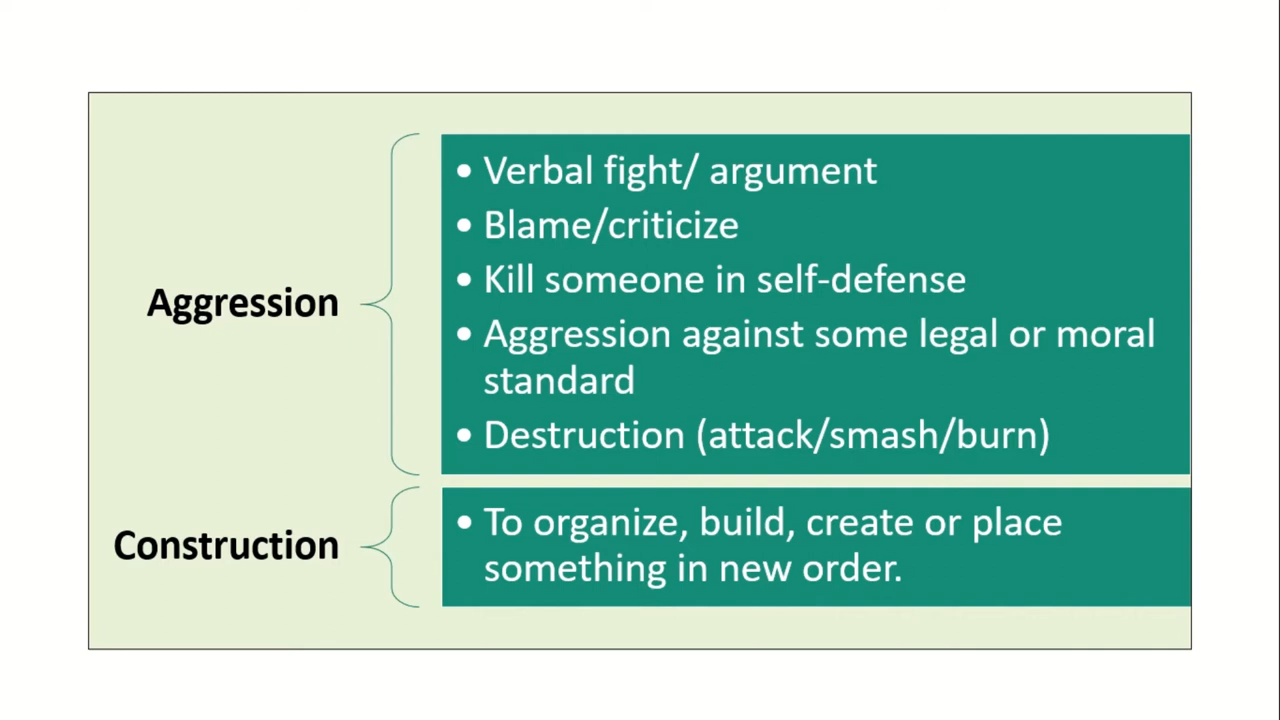 Aggression
• Verbal fight/ argument
• Blame/criticize
• Kill someone in self-defense
• Aggression against some legal or moral
standard
• Destruction (attack/smash/burn)
Construction
• To organize, build, create or place
something in new order.